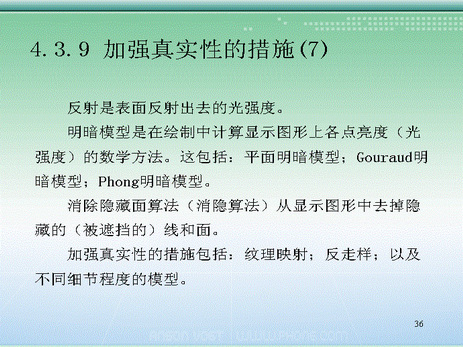 4.3.9 加强真实性的措施(7)
反射是表面反射出去的光强度。
明暗模型是在绘制中计算显示图形上各点亮度（光
强度）的数学方法。这包括：平面明暗模型；Gouraud明
暗模型；Phong明暗模型。
消除隐藏面算法（消隐算法）从显示图形中去掉隐
藏的（被遮挡的）线和面。
加强真实性的措施包括：纹理映射；反走样；以及
不同细节程度的模型。
36